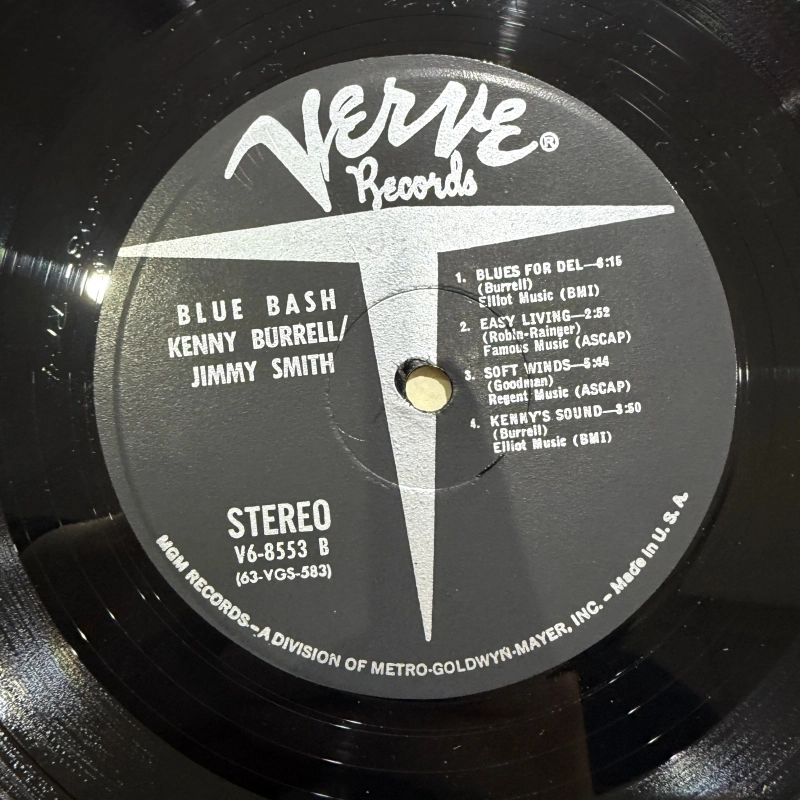 Verve®
Records
BLUE BASH
KENNY BURRELL/
JIMMY SMITH
1. BLUES FOR DEL—6:15
(Burrell)
Elliot Music (BMI)
2. EASY LIVING—2:52
(Robin-Rainger)
Famous Music (ASCAP)
3. SOFT WINDS—5:44
(Goodman)
Regent Music (ASCAP)
4. KENNY'S SOUND—3:50
(Burrell)
Elliot Music (BMI)
STEREO
V6-8553 B
(63-VGS-583)
MGM RECORDS—A DIVISION OF METRO-GOLDWYN-MAYER, INC. – Made in U. S. A.